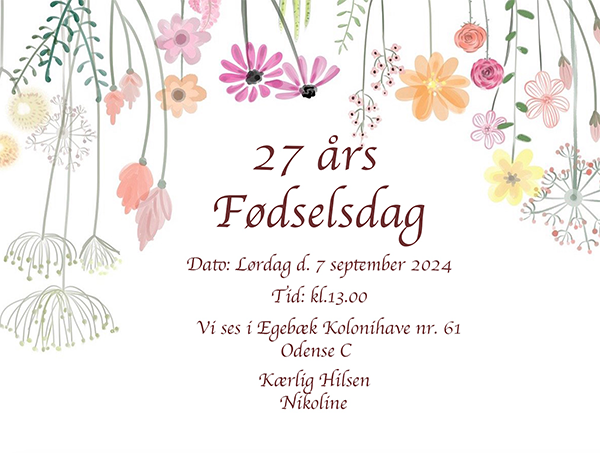 27 års
Fødselsdag
Dato: Lørdag d. 7 september 2024
Tid: kl.13.00
Vi ses i Egebæk Kolonihave nr. 61
Odense C
Kærlig Hilsen
Nikoline